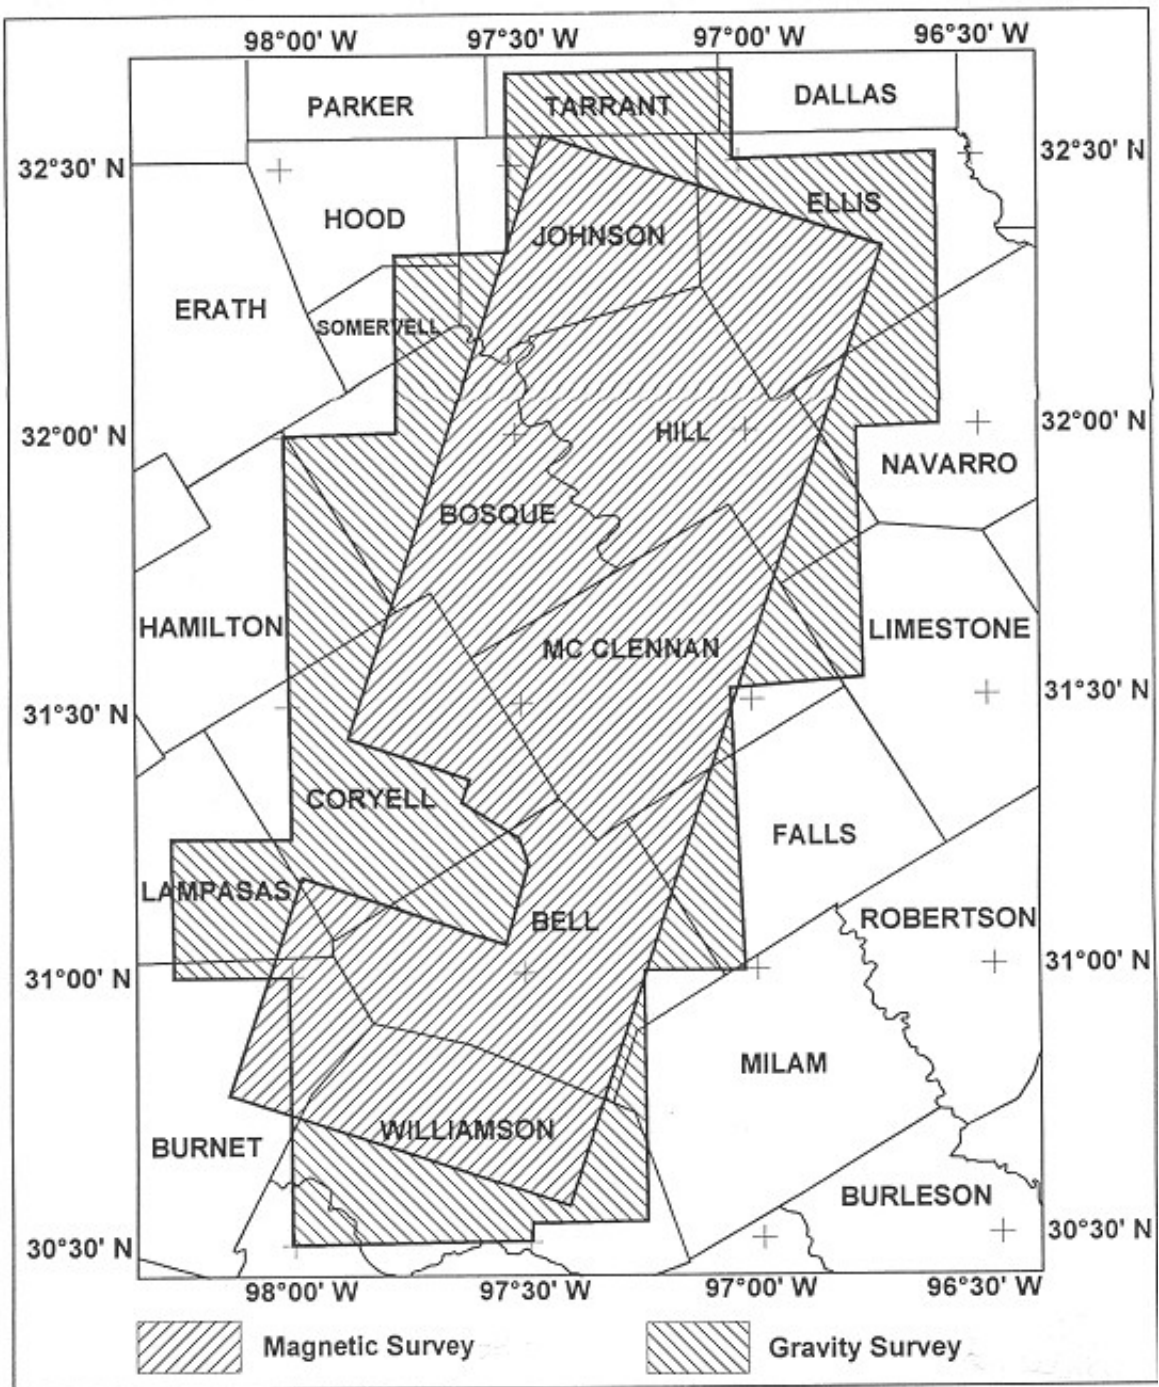 98°00' W 97°30' W 97°00' W 96°30' W
PARKER TARRANT DALLAS
32°30' N 32°30' N
HOOD JOHNSON ELLIS
ERATH SOMERVELL
32°00' N HILL 32°00' N
NAVARRO
BOSQUE
HAMILTON MC CLENNAN LIMESTONE
31°30' N 31°30' N
CORYELL FALLS
LAMPASAS BELL ROBERTSON
31°00' N 31°00' N
MILAM
BURNET WILLIAMSON
BURLESON
30°30' N 30°30' N
98°00' W 97°30' W 97°00' W 96°30' W
Magnetic Survey Gravity Survey